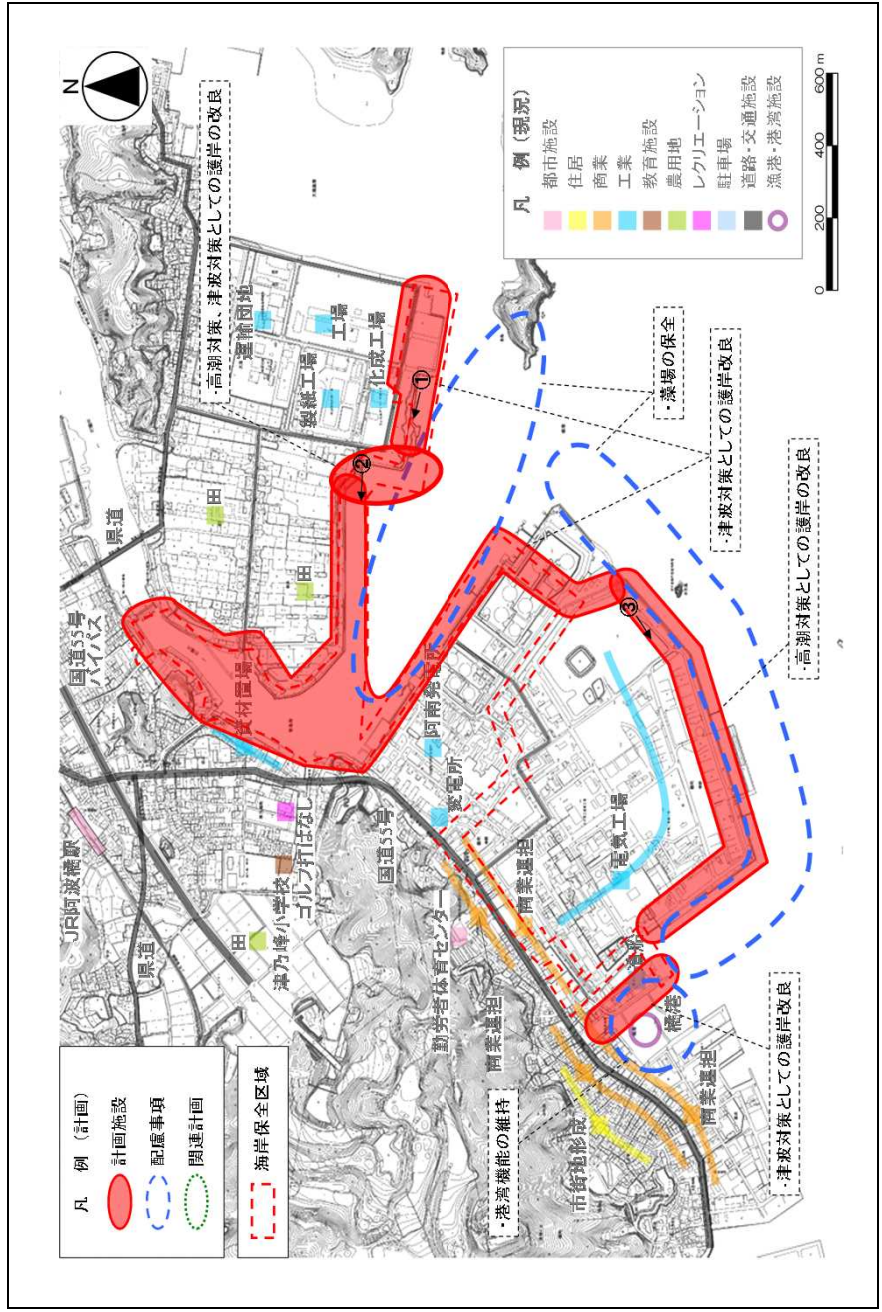 凡　例（計画）
計画施設
配慮事項
関連計画
海岸保全区域
N
・高潮対策、津波対策としての護岸の改良
JR阿波橘駅
国道55号
バイパス
県道
県道
田
津乃峰小学校
ゴルフ打はなし
資材置場
田
田
運輸団地
製紙工場
工場
化成工場
①
②
国道55号
勤労者体育センター
変電所
阿南発電所
商業連担
商業連担
電気工場
③
・港湾機能の維持
市街地形成
橘港
商業連担
・津波対策としての護岸改良
・藻場の保全
・津波対策としての護岸改良
・高潮対策としての護岸の改良
凡　例（現況）
都市施設
住居
商業
工業
教育施設
農用地
レクリエーション
駐車場
道路・交通施設
漁港・港湾施設
0
200
400
600 m